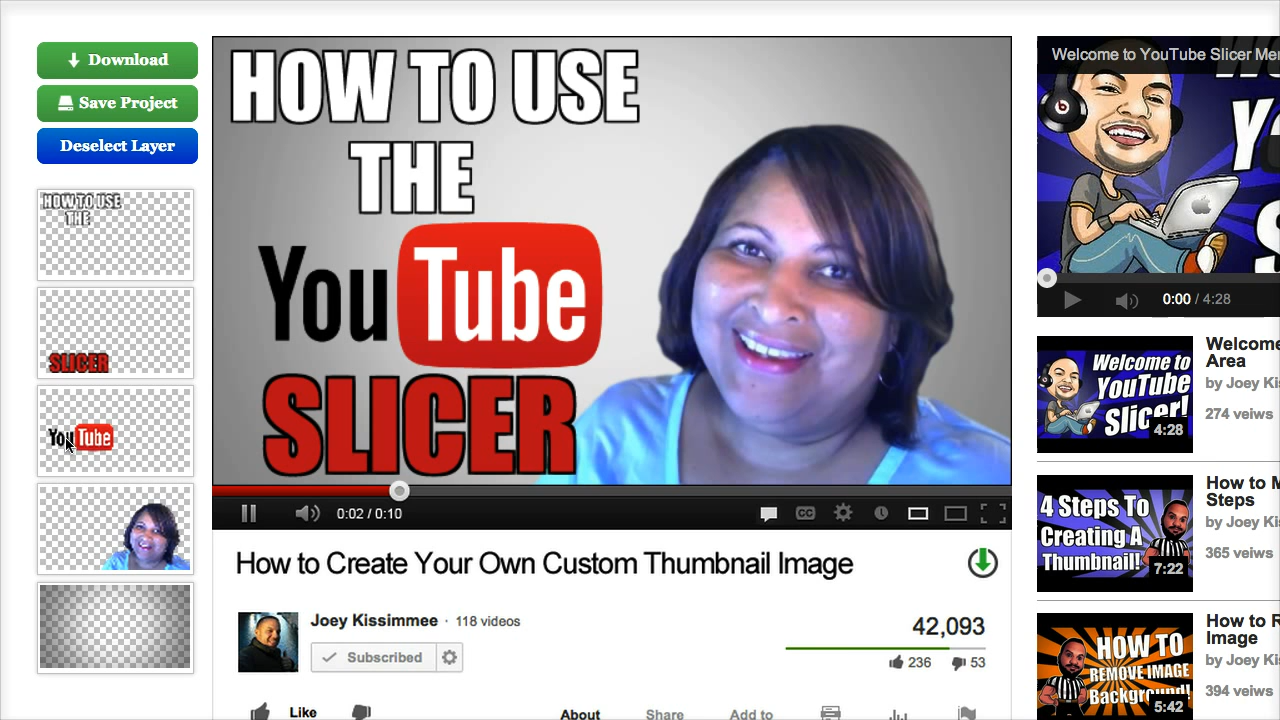 Download
Save Project
Deselect Layer
HOW TO USE
THE
SLICER
YouTube
HOW TO USE
THE
YouTube
SLICER
0:02 / 0:10
CC
How to Create Your Own Custom Thumbnail Image
Joey Kissimmee · 118 videos
Subscribed
42,093
236
53
Like
About
Share
Add to
Welcome to YouTube Slicer Me
0:00 / 4:28
Welcome to
YouTube
Slicer!
4:28
Welcome
Area
by Joey Ki
274 veiws
4 Steps To
Creating A
Thumbnail!
7:22
How to M
Steps
by Joey Ki
365 veiws
HOW TO
REMOVE IMAGE
Background!
5:42
How to R
Image
by Joey Ki
394 veiws